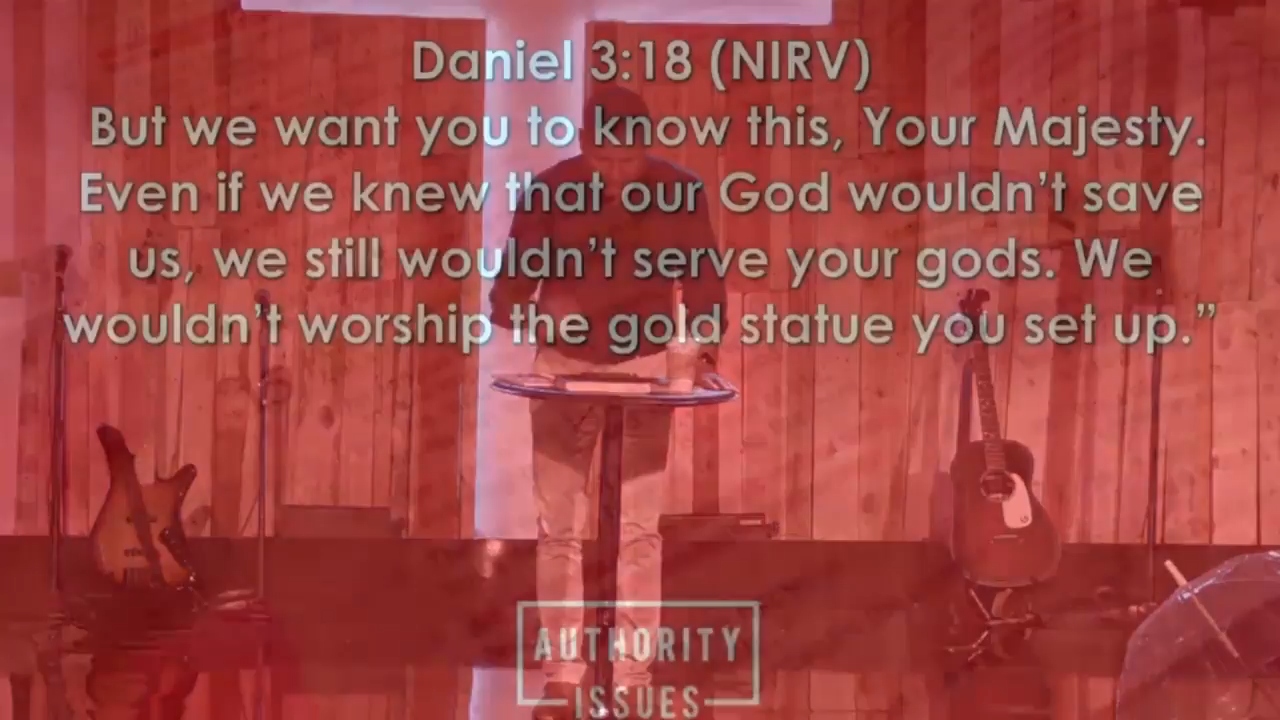 Daniel 3:18 (NIRV)
But we want you to know this, Your Majesty.
Even if we knew that our God wouldn’t save
us, we still wouldn’t serve your gods. We
wouldn’t worship the gold statue you set up.”
AUTHORITY
ISSUES